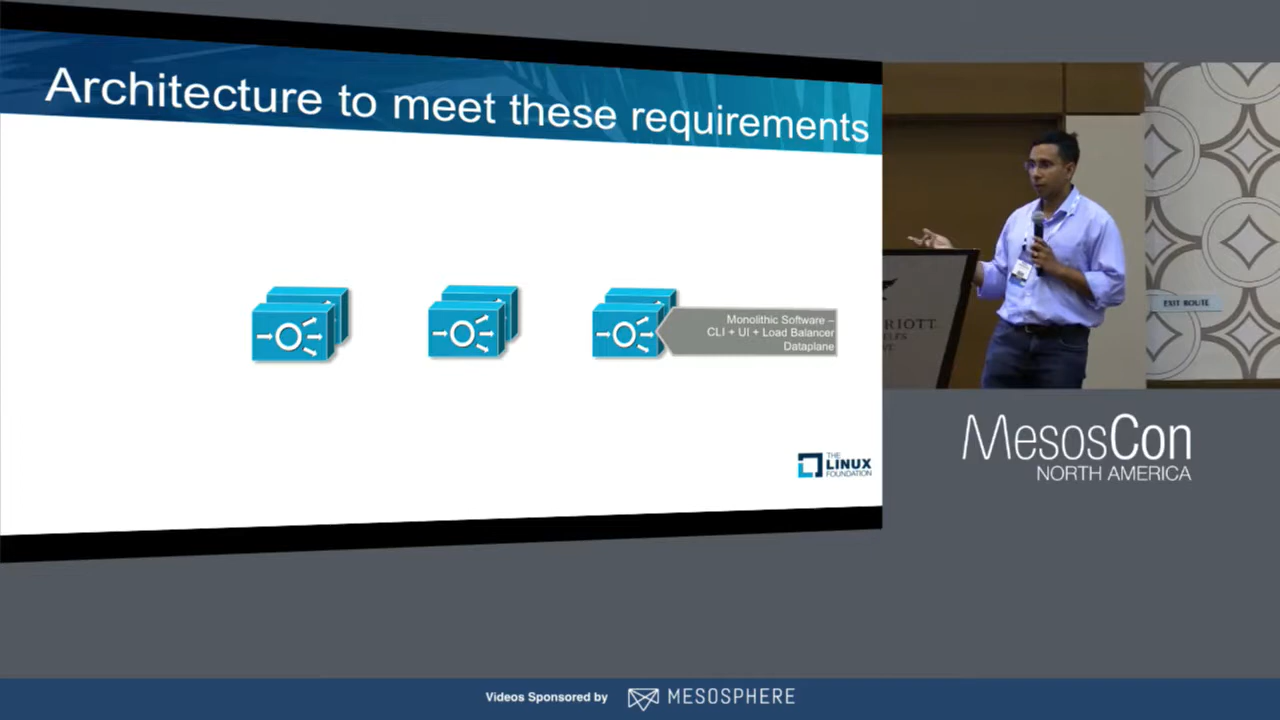 Architecture to meet these requirements
Monolithic Software –
CLI + UI + Load Balancer
Dataplane
THE
LINUX
FOUNDATION
EXIT ROUTE
MesosCon
NORTH AMERICA
Videos Sponsored by MESOSPHERE